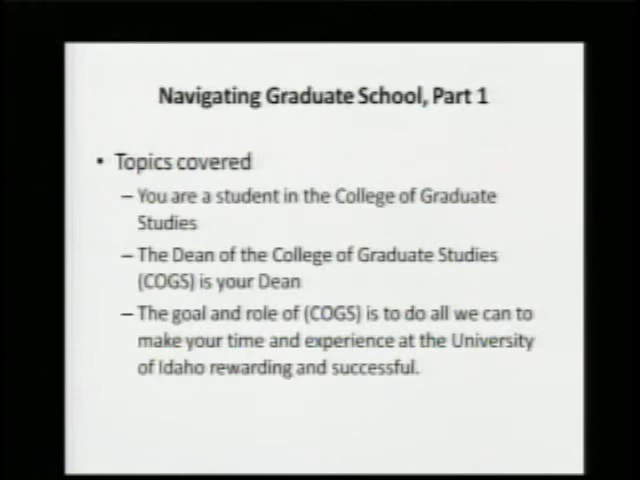 Navigating Graduate School, Part 1
• Topics covered
– You are a student in the College of Graduate
Studies
– The Dean of the College of Graduate Studies
(COGS) is your Dean
– The goal and role of (COGS) is to do all we can to
make your time and experience at the University
of Idaho rewarding and successful.